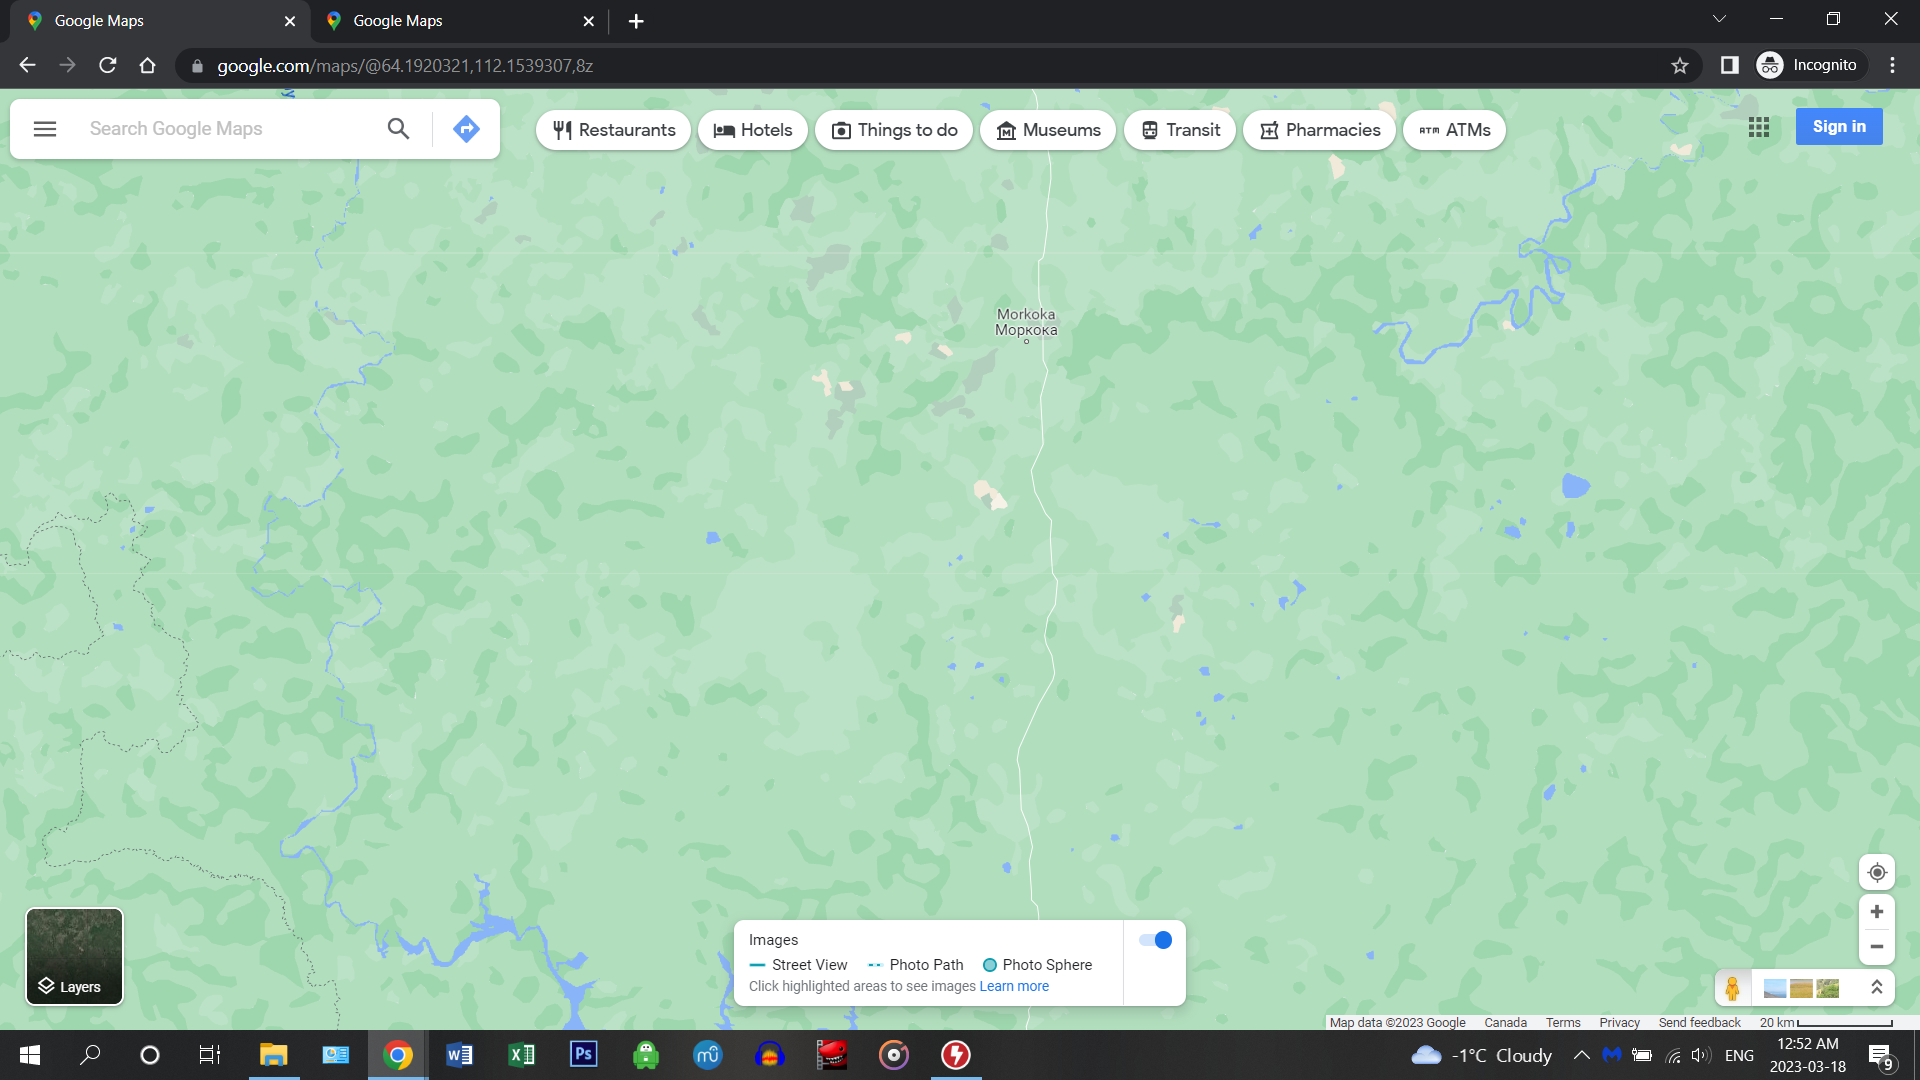 Google Maps
Google Maps
google.com/maps/@64.1920321,112.1539307,8z
Incognito
Search Google Maps
Restaurants
Hotels
Things to do
Museums
Transit
Pharmacies
ATM ATMs
Sign in
Morkoka
Моркока
Layers
Images
Street View
Photo Path
Photo Sphere
Click highlighted areas to see images Learn more
Map data ©2023 Google
Canada
Terms
Privacy
Send feedback
20 km
-1°C Cloudy
ENG
12:52 AM
2023-03-18
9
W
X
Ps
mu